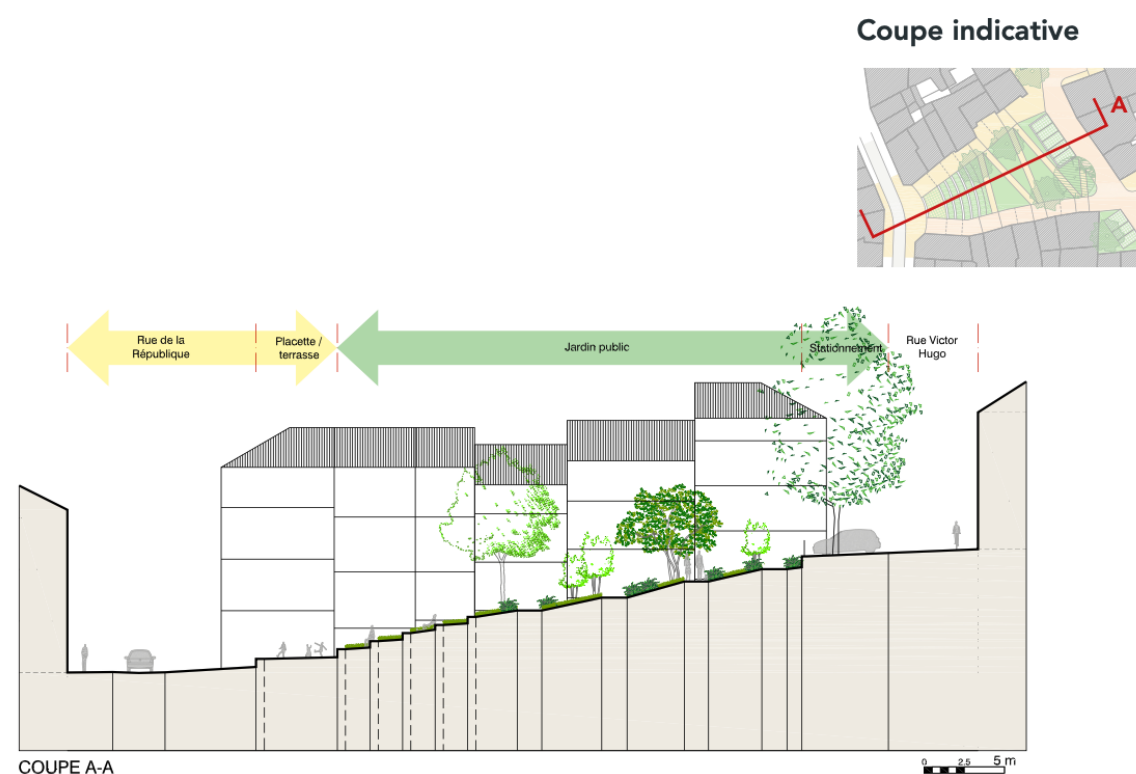 Coupe indicative
A
Rue de la
République
Placette /
terrasse
Jardin public
Stationnement
Rue Victor
Hugo
COUPE A-A
0 2.5 5 m